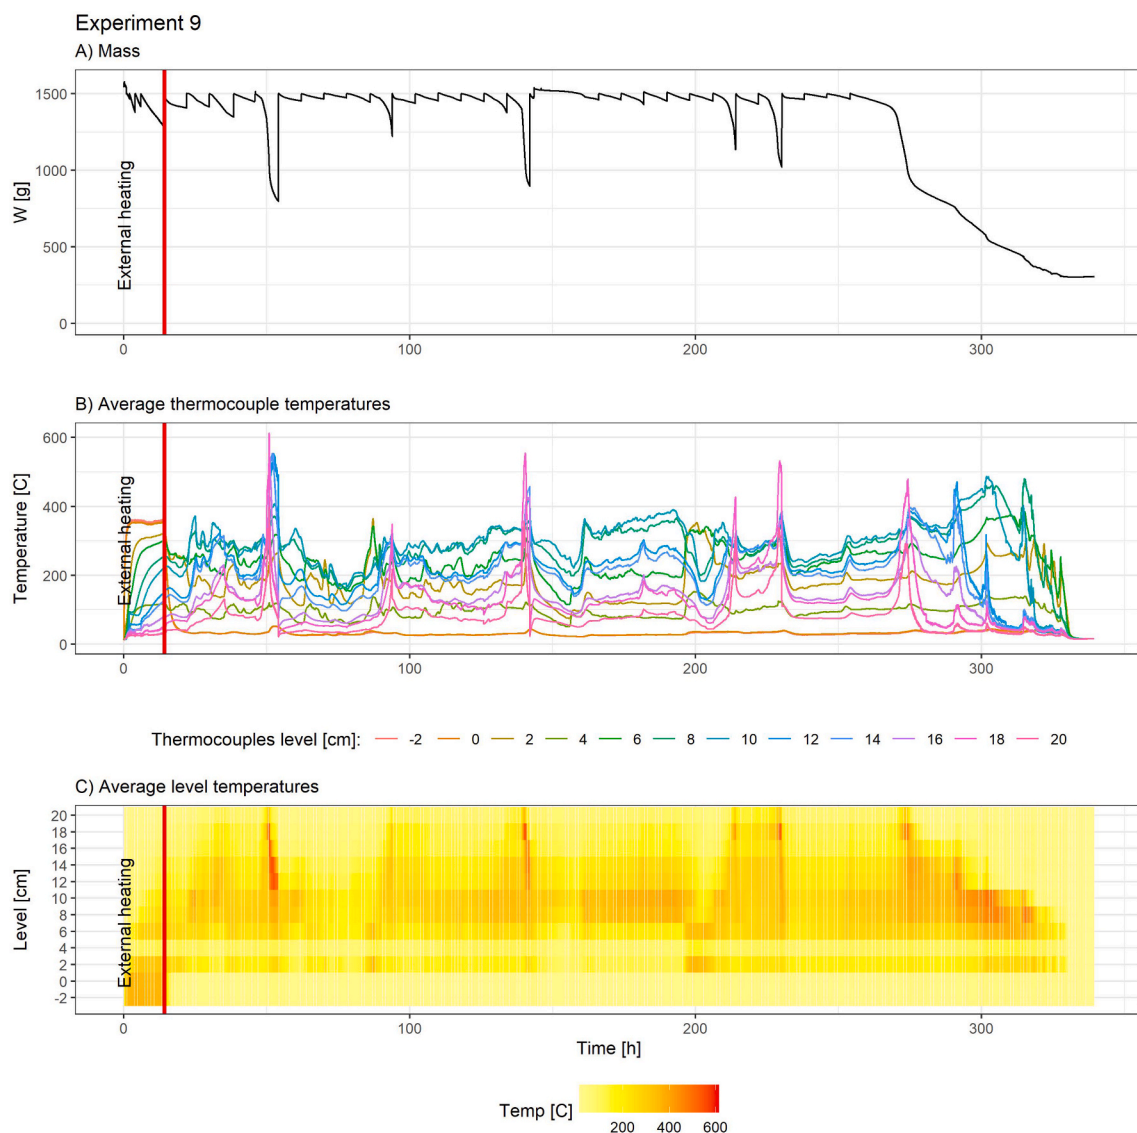 Experiment 9
A) Mass
W [g]
1500
1000
500
0
External heating
0 100 200 300
B) Average thermocouple temperatures
Temperature [C]
600
400
200
0
External heating
0 100 200 300
Thermocouples level [cm]: -2 0 2 4 6 8 10 12 14 16 18 20
C) Average level temperatures
Level [cm]
20
18
16
14
12
10
8
6
4
2
0
-2
External heating
0 100 200 300
Time [h]
Temp [C]
200 400 600